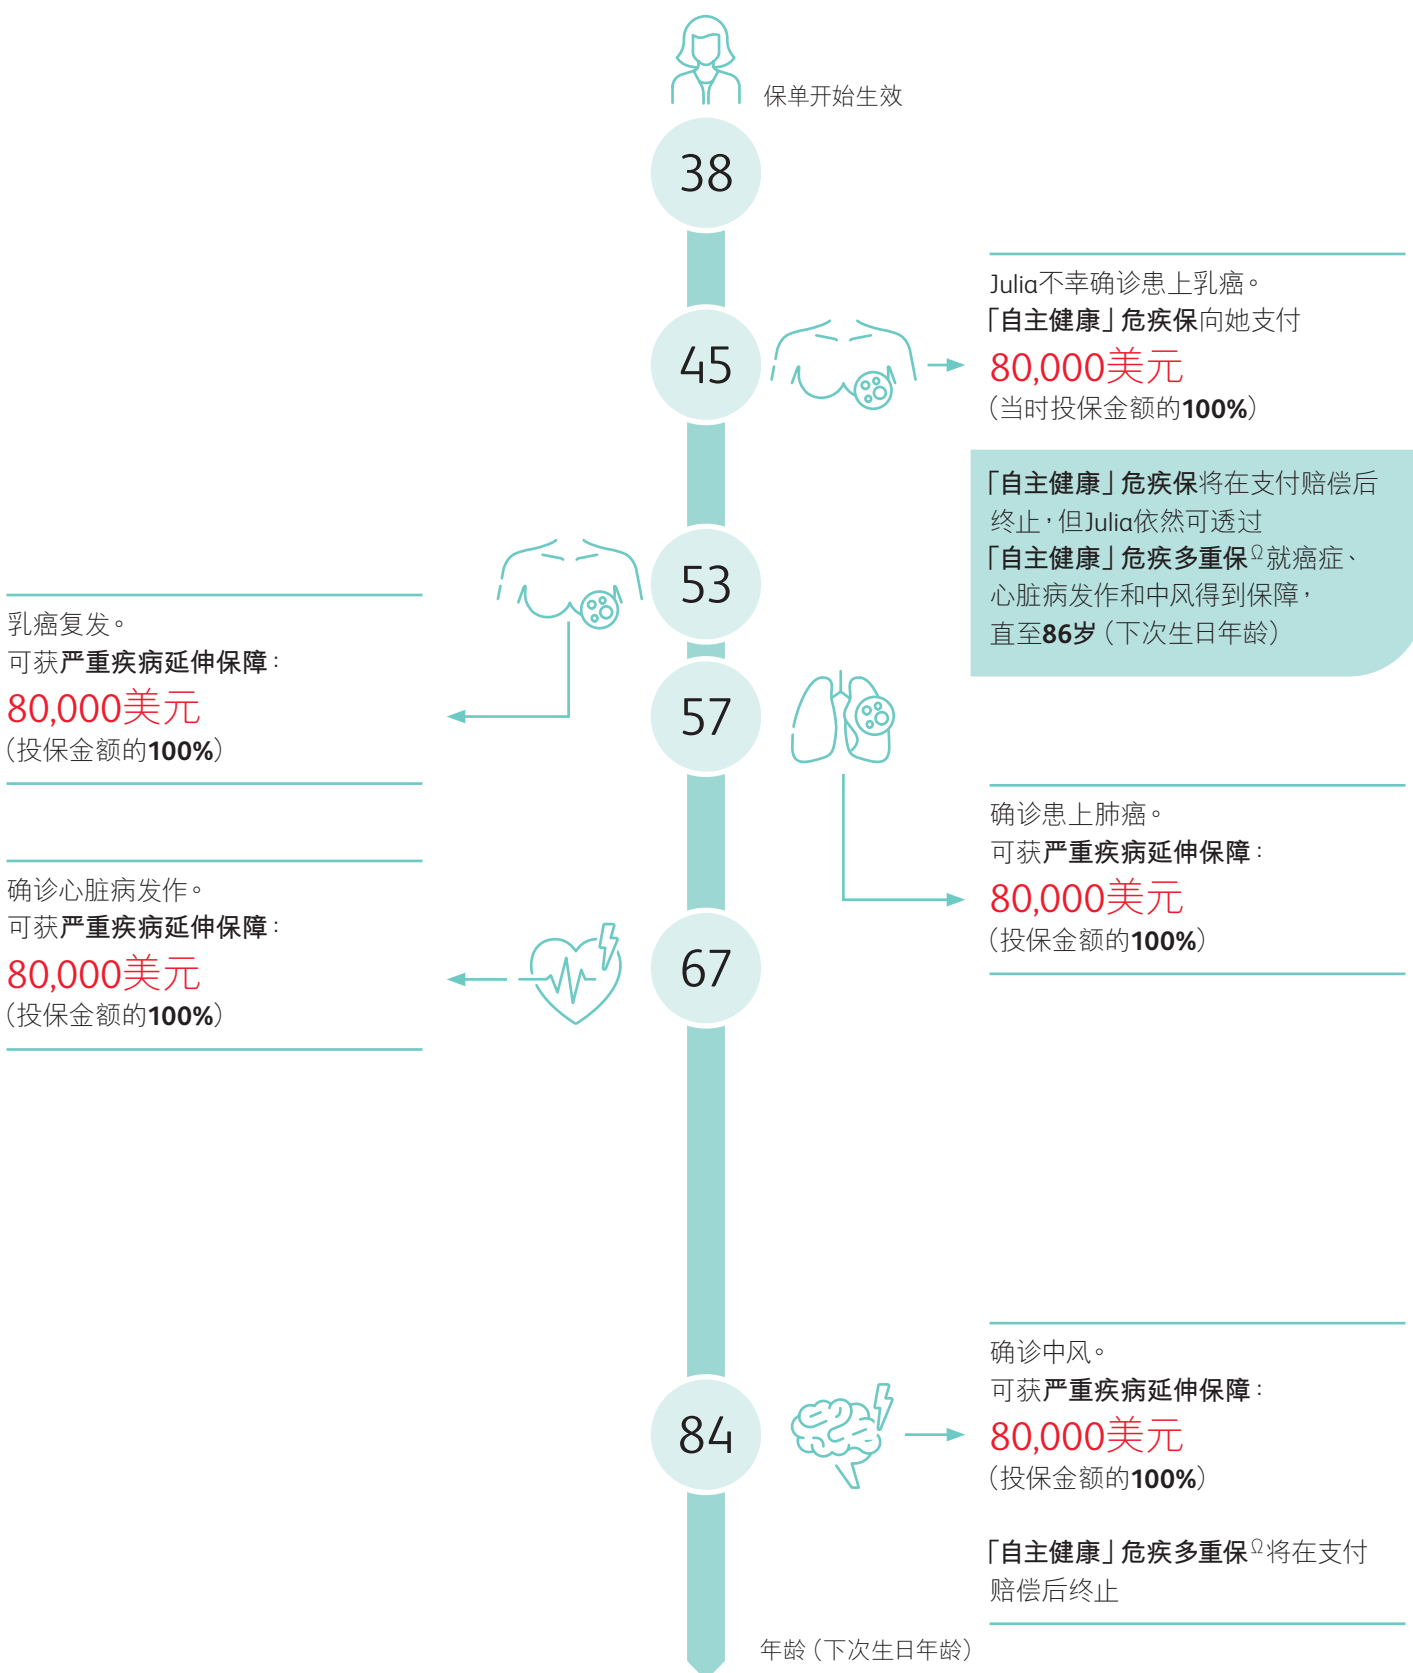 保单开始生效
38
45
Julia不幸确诊患上乳癌。
「自主健康」危疾保向她支付
80,000美元
（当时投保金额的100%）
「自主健康」危疾保将在支付赔偿后
终止，但Julia依然可透过
「自主健康」危疾多重保Ω就癌症、
心脏病发作和中风得到保障，
直至86岁（下次生日年龄）
53
乳癌复发。
可获严重疾病延伸保障：
80,000美元
（投保金额的100%）
57
确诊患上肺癌。
可获严重疾病延伸保障：
80,000美元
（投保金额的100%）
67
确诊心脏病发作。
可获严重疾病延伸保障：
80,000美元
（投保金额的100%）
84
确诊中风。
可获严重疾病延伸保障：
80,000美元
（投保金额的100%）
「自主健康」危疾多重保Ω将在支付
赔偿后终止
年龄（下次生日年龄）